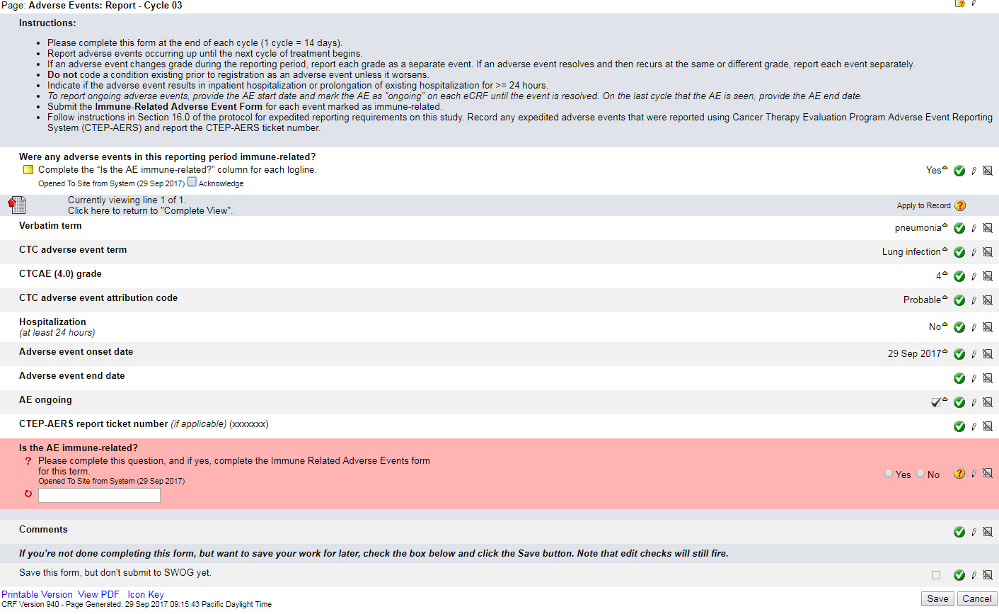 Page: Adverse Events: Report - Cycle 03
Instructions:
• Please complete this form at the end of each cycle (1 cycle = 14 days).
• Report adverse events occurring up until the next cycle of treatment begins.
• If an adverse event changes grade during the reporting period, report each grade as a separate event. If an adverse event resolves and then recurs at the same or different grade, report each event separately.
• Do not code a condition existing prior to registration as an adverse event unless it worsens.
• Indicate if the adverse event results in inpatient hospitalization or prolongation of existing hospitalization for >= 24 hours.
• To report ongoing adverse events, provide the AE start date and mark the AE as “ongoing” on each eCRF until the event is resolved. On the last cycle that the AE is seen, provide the AE end date.
• Submit the Immune-Related Adverse Event Form for each event marked as immune-related.
• Follow instructions in Section 16.0 of the protocol for expedited reporting requirements on this study. Record any expedited adverse events that were reported using Cancer Therapy Evaluation Program Adverse Event Reporting
System (CTEP-AERS) and report the CTEP-AERS ticket number.
Were any adverse events in this reporting period immune-related?
Complete the “Is the AE immune-related?” column for each logline.
Yes
Opened To Site from System (29 Sep 2017) Acknowledge
Currently viewing line 1 of 1.
Click here to return to "Complete View".
Apply to Record ?
Verbatim term
pneumonia
CTC adverse event term
Lung infection
CTCAE (4.0) grade
4
CTC adverse event attribution code
Probable
Hospitalization
(at least 24 hours)
No
Adverse event onset date
29 Sep 2017
Adverse event end date
AE ongoing
CTEP-AERS report ticket number (if applicable) (xxxxxxx)
Is the AE immune-related?
? Please complete this question, and if yes, complete the Immune Related Adverse Events form
for this term.
Opened To Site from System (29 Sep 2017)
Yes No ?
Comments
If you're not done completing this form, but want to save your work for later, check the box below and click the Save button. Note that edit checks will still fire.
Save this form, but don't submit to SWOG yet.
Printable Version View PDF Icon Key
CRF Version 940 - Page Generated: 29 Sep 2017 09:15:43 Pacific Daylight Time
Save Cancel